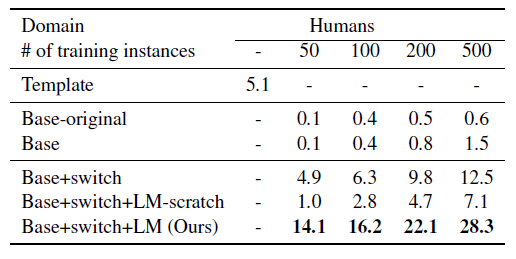 Domain Humans
# of training instances - 50 100 200 500
Template 5.1 - - - -
Base-original - 0.1 0.4 0.5 0.6
Base - 0.1 0.4 0.8 1.5
Base+switch - 4.9 6.3 9.8 12.5
Base+switch+LM-scratch - 1.0 2.8 4.7 7.1
Base+switch+LM (Ours) - 14.1 16.2 22.1 28.3